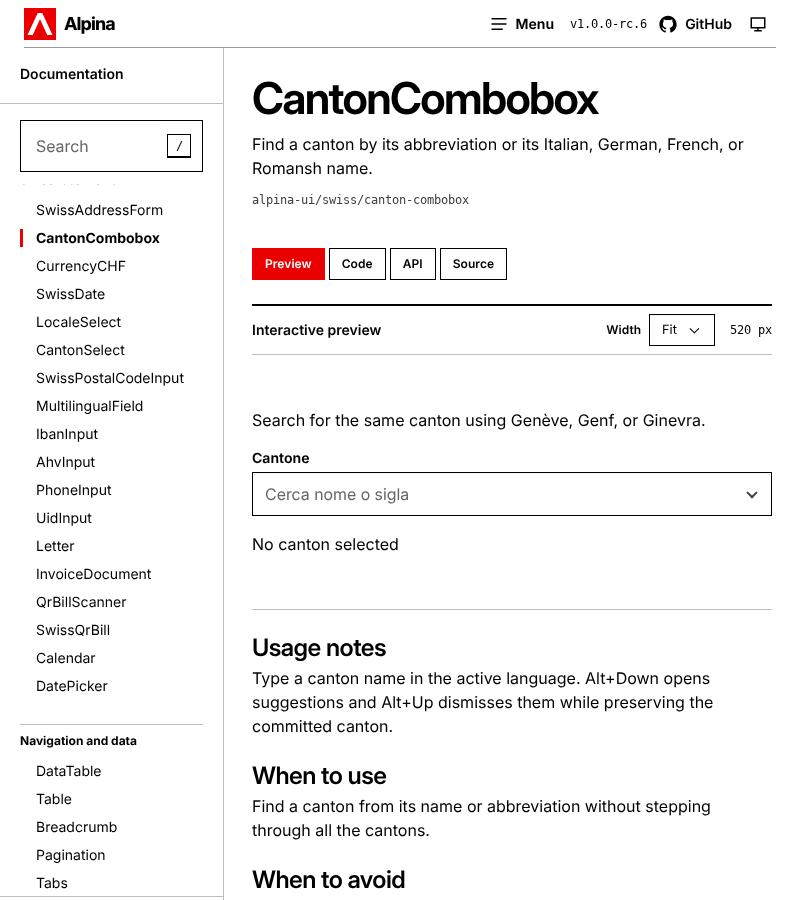 Alpina
Menu
v1.0.0-rc.6
GitHub
Documentation
Search
/
SwissAddressForm
CantonCombobox
CurrencyCHF
SwissDate
LocaleSelect
CantonSelect
SwissPostalCodeInput
MultilingualField
IbanInput
AhvInput
PhoneInput
UidInput
Letter
InvoiceDocument
QrBillScanner
SwissQrBill
Calendar
DatePicker
Navigation and data
DataTable
Table
Breadcrumb
Pagination
Tabs
CantonCombobox
Find a canton by its abbreviation or its Italian, German, French, or
Romansh name.
alpina-ui/swiss/canton-combobox
Preview
Code
API
Source
Interactive preview
Width
Fit
520 px
Search for the same canton using Genève, Genf, or Ginevra.
Cantone
Cerca nome o sigla
No canton selected
Usage notes
Type a canton name in the active language. Alt+Down opens
suggestions and Alt+Up dismisses them while preserving the
committed canton.
When to use
Find a canton from its name or abbreviation without stepping
through all the cantons.
When to avoid